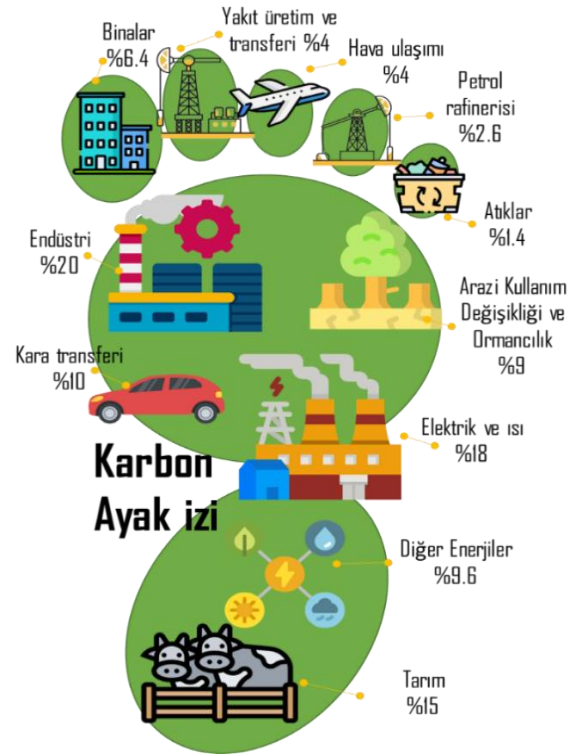 Binalar
%6.4
Yakıt üretim ve
transferi %4
Hava ulaşımı
%4
Petrol
rafinerisi
%2.6
Atıklar
%1.4
Endüstri
%20
Arazi Kullanım
Değişikliği ve
Ormancılık
%9
Kara transferi
%10
Elektrik ve ısı
%18
Karbon
Ayak izi
Diğer Enerjiler
%9.6
Tarım
%15